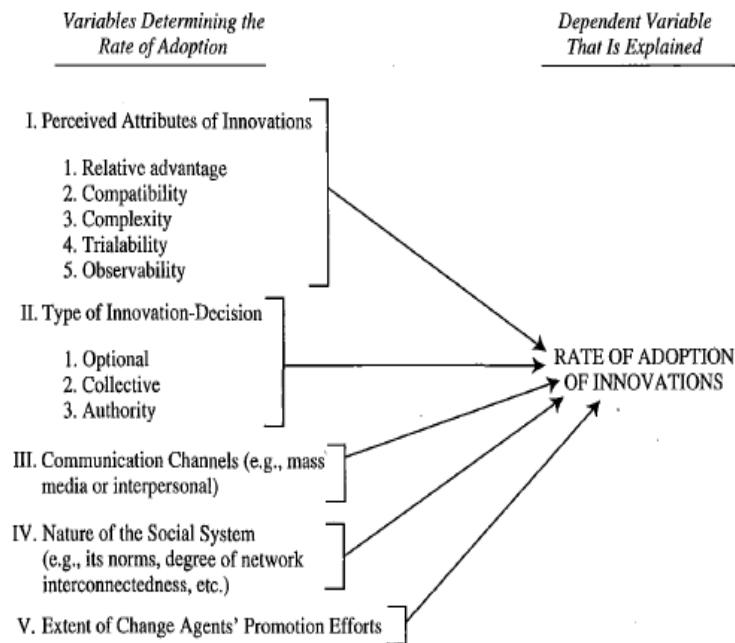 Variables Determining the
Rate of Adoption
Dependent Variable
That Is Explained
I. Perceived Attributes of Innovations
1. Relative advantage
2. Compatibility
3. Complexity
4. Trialability
5. Observability
II. Type of Innovation-Decision
1. Optional
2. Collective
3. Authority
III. Communication Channels (e.g., mass
media or interpersonal)
IV. Nature of the Social System
(e.g., its norms, degree of network
interconnectedness, etc.)
V. Extent of Change Agents' Promotion Efforts
RATE OF ADOPTION
OF INNOVATIONS